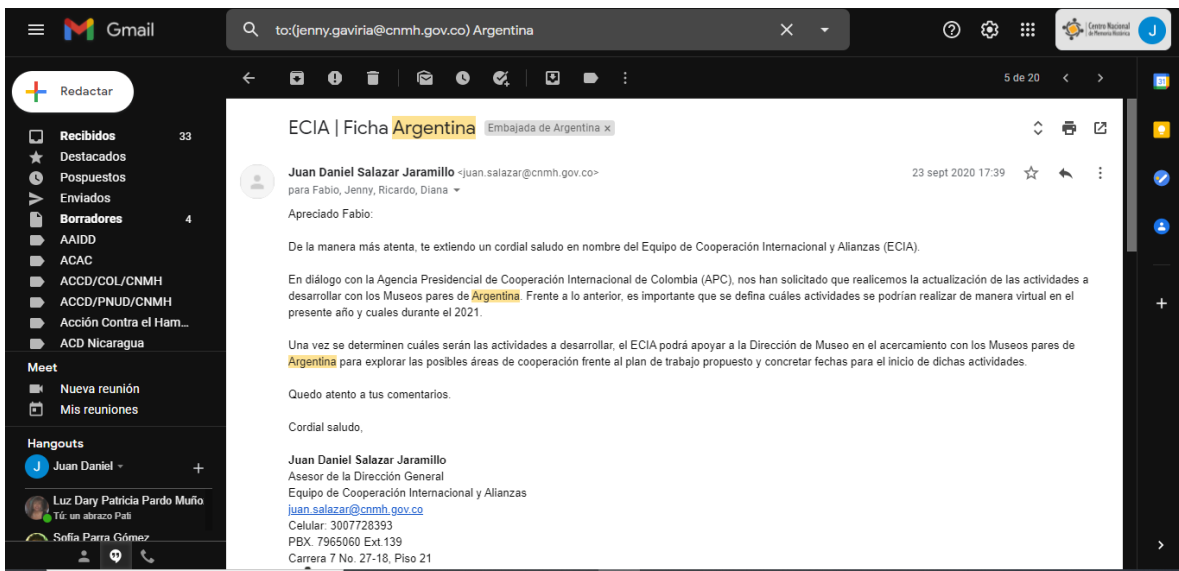 Gmail
to:(jenny.gaviria@cnmh.gov.co) Argentina
Centro Nacional
de Memoria Histórica
J
Redactar
5 de 20
31
Recibidos 33
Destacados
Pospuestos
Enviados
Borradores 4
AAIDD
ACAC
ACCD/COL/CNMH
ACCD/PNUD/CNMH
Acción Contra el Ham...
ACD Nicaragua
Meet
Nueva reunión
Mis reuniones
Hangouts
J Juan Daniel
Luz Dary Patricia Pardo Muño
Tú: un abrazo Pati
Sofía Parra Gómez
ECIA | Ficha Argentina Embajada de Argentina x
Juan Daniel Salazar Jaramillo <juan.salazar@cnmh.gov.co> 23 sept 2020 17:39
para Fabio, Jenny, Ricardo, Diana
Apreciado Fabio:
De la manera más atenta, te extiendo un cordial saludo en nombre del Equipo de Cooperación Internacional y Alianzas (ECIA).
En diálogo con la Agencia Presidencial de Cooperación Internacional de Colombia (APC), nos han solicitado que realicemos la actualización de las actividades a
desarrollar con los Museos pares de Argentina. Frente a lo anterior, es importante que se defina cuáles actividades se podrían realizar de manera virtual en el
presente año y cuales durante el 2021.
Una vez se determinen cuáles serán las actividades a desarrollar, el ECIA podrá apoyar a la Dirección de Museo en el acercamiento con los Museos pares de
Argentina para explorar las posibles áreas de cooperación frente al plan de trabajo propuesto y concretar fechas para el inicio de dichas actividades.
Quedo atento a tus comentarios.
Cordial saludo,
Juan Daniel Salazar Jaramillo
Asesor de la Dirección General
Equipo de Cooperación Internacional y Alianzas
juan.salazar@cnmh.gov.co
Celular: 3007728393
PBX. 7965060 Ext.139
Carrera 7 No. 27-18, Piso 21